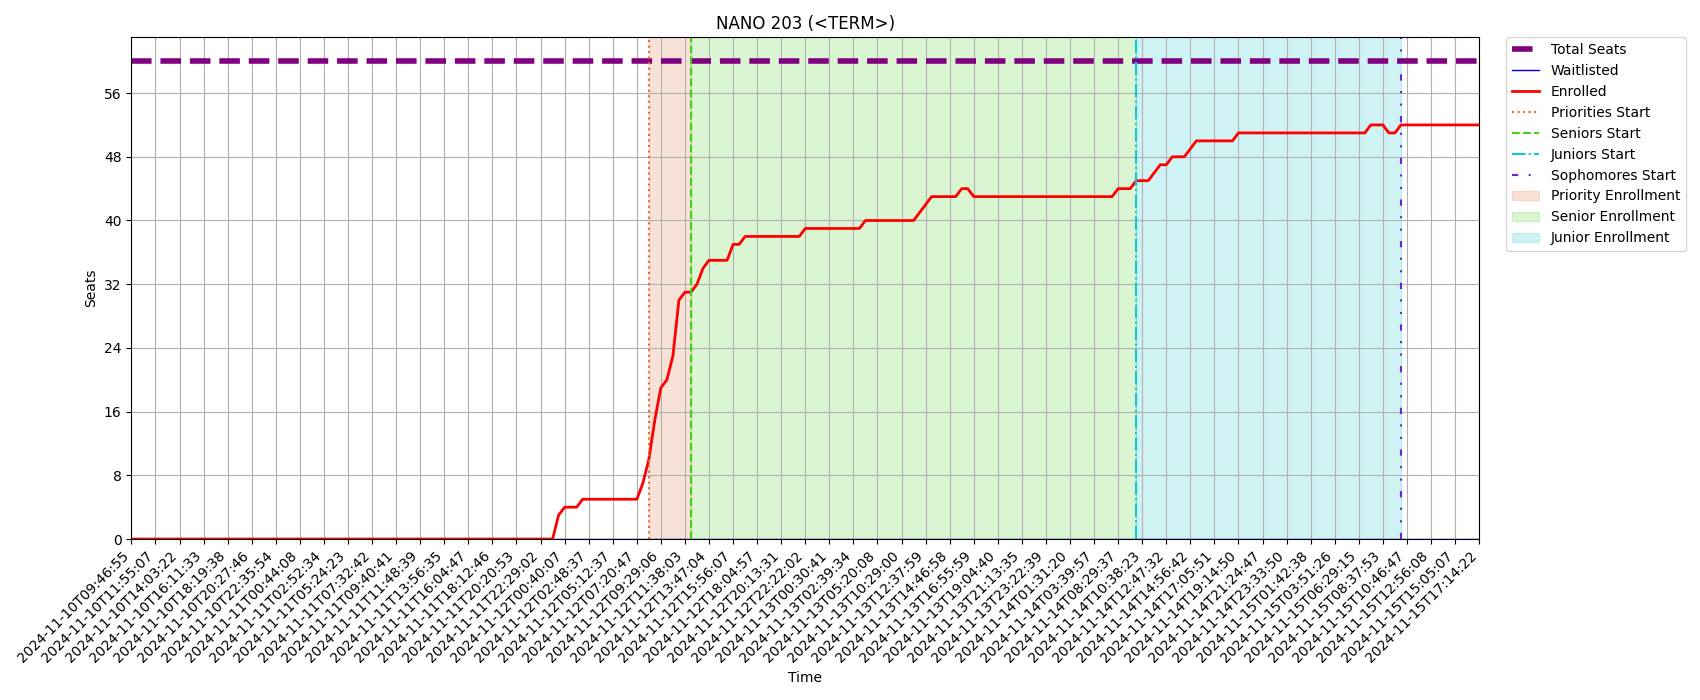 NANO 203 (<TERM>)
Total Seats
Waitlisted
Enrolled
Priorities Start
Seniors Start
Juniors Start
Sophomores Start
Priority Enrollment
Senior Enrollment
Junior Enrollment
Seats
56
48
40
32
24
16
8
0
2024-11-10T09:46:55
2024-11-10T11:55:07
2024-11-10T14:03:22
2024-11-10T16:11:33
2024-11-10T18:19:38
2024-11-10T20:27:46
2024-11-10T22:35:54
2024-11-11T00:44:08
2024-11-11T02:52:34
2024-11-11T05:24:23
2024-11-11T07:32:42
2024-11-11T09:40:41
2024-11-11T11:48:39
2024-11-11T13:56:35
2024-11-11T16:04:47
2024-11-11T18:12:46
2024-11-11T20:20:53
2024-11-11T22:29:02
2024-11-12T00:40:07
2024-11-12T02:48:37
2024-11-12T05:12:37
2024-11-12T07:20:47
2024-11-12T09:29:06
2024-11-12T11:38:03
2024-11-12T13:47:04
2024-11-12T15:56:07
2024-11-12T18:04:57
2024-11-12T20:13:31
2024-11-12T22:22:02
2024-11-13T00:30:41
2024-11-13T02:39:34
2024-11-13T05:20:08
2024-11-13T10:29:00
2024-11-13T12:37:59
2024-11-13T14:46:58
2024-11-13T16:55:59
2024-11-13T19:04:40
2024-11-13T21:13:35
2024-11-13T23:22:39
2024-11-14T01:31:20
2024-11-14T03:39:57
2024-11-14T08:29:37
2024-11-14T10:38:23
2024-11-14T12:47:32
2024-11-14T14:56:42
2024-11-14T17:05:51
2024-11-14T19:14:50
2024-11-14T21:24:47
2024-11-14T23:33:50
2024-11-15T01:42:38
2024-11-15T03:51:26
2024-11-15T06:29:15
2024-11-15T08:37:53
2024-11-15T10:46:47
2024-11-15T12:56:08
2024-11-15T15:05:07
2024-11-15T17:14:22
Time